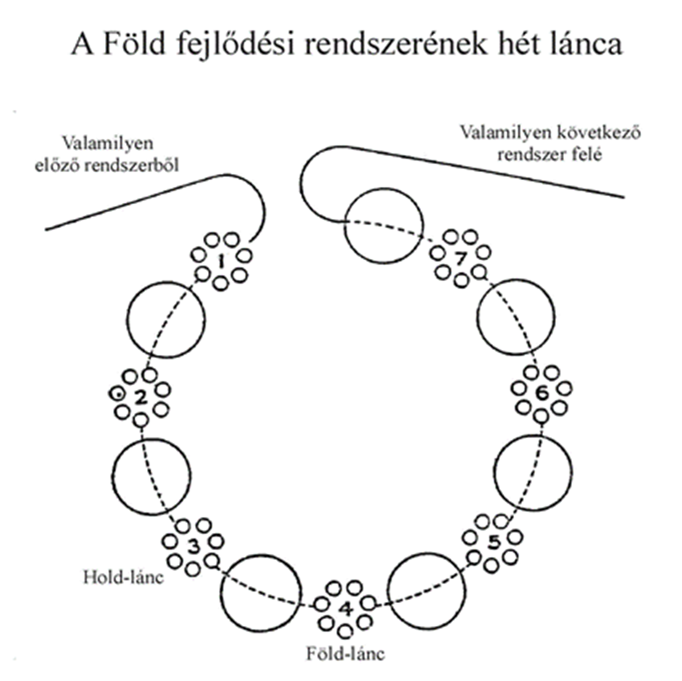 A Föld fejlődési rendszerének hét lánca
Valamilyen
előző rendszerből
Valamilyen következő
rendszer felé
1
7
2
6
3
5
4
Hold-lánc
Föld-lánc